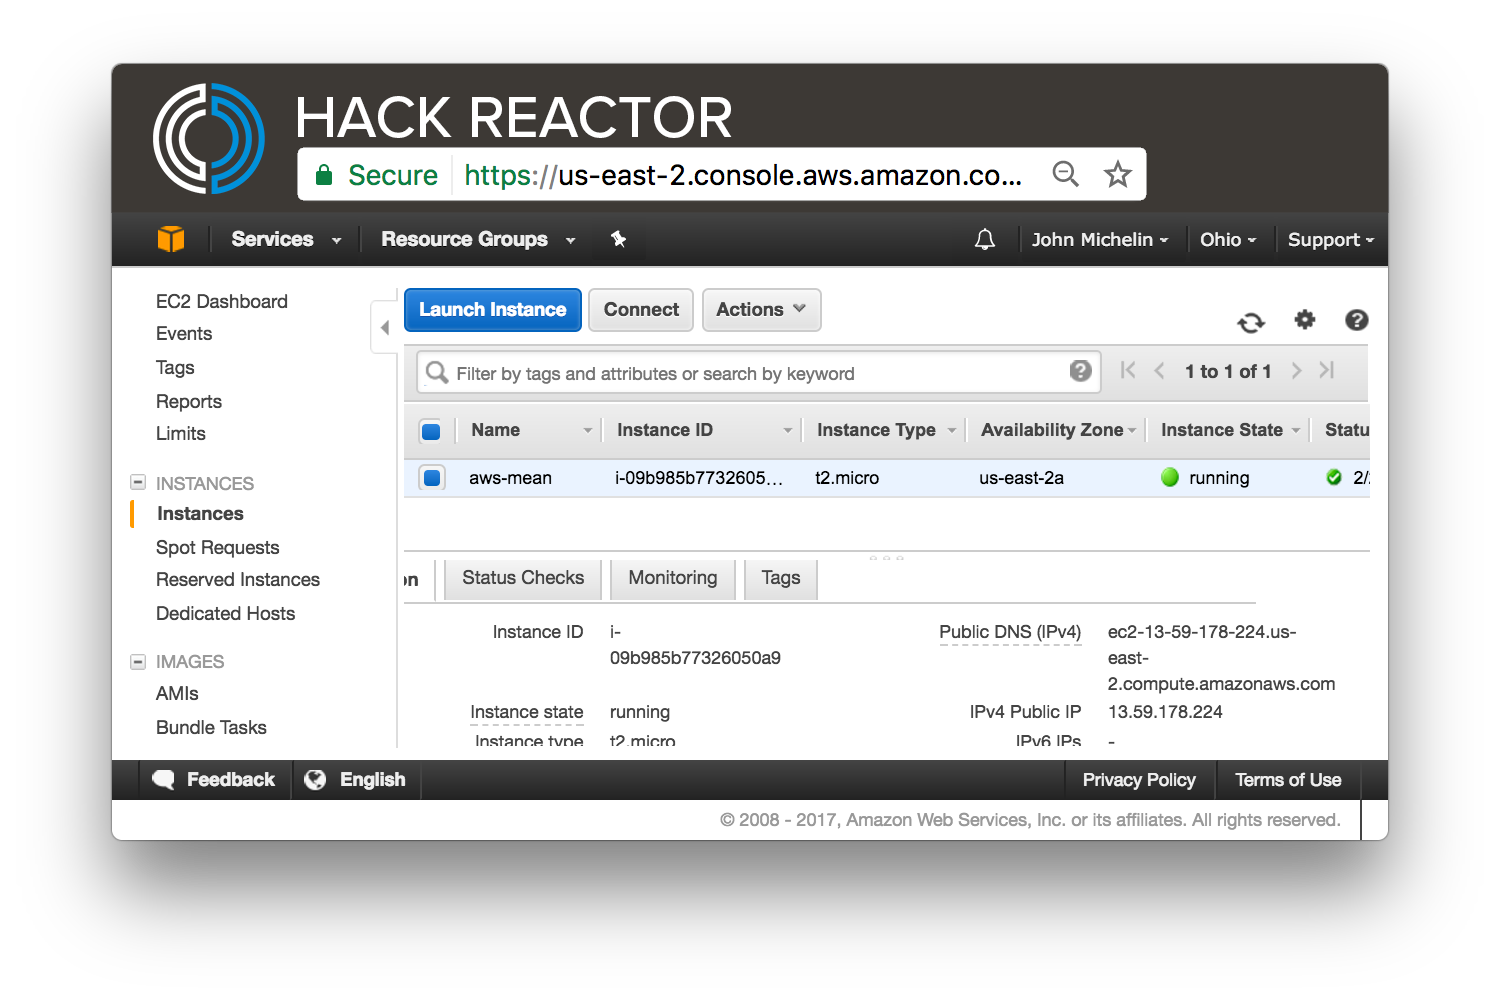 HACK REACTOR
Secure https://us-east-2.console.aws.amazon.co...
Services Resource Groups John Michelin Ohio Support
EC2 Dashboard
Events
Tags
Reports
Limits
INSTANCES
Instances
Spot Requests
Reserved Instances
Dedicated Hosts
IMAGES
AMIs
Bundle Tasks
Launch Instance Connect Actions
Filter by tags and attributes or search by keyword 1 to 1 of 1
Name Instance ID Instance Type Availability Zone Instance State Statu
aws-mean i-09b985b7732605... t2.micro us-east-2a running 2/
on Status Checks Monitoring Tags
Instance ID i-
09b985b77326050a9
Public DNS (IPv4) ec2-13-59-178-224.us-
east-
2.compute.amazonaws.com
Instance state running IPv4 Public IP 13.59.178.224
Instance type t2.micro IPv6 IPs -
Feedback English Privacy Policy Terms of Use
© 2008 - 2017, Amazon Web Services, Inc. or its affiliates. All rights reserved.